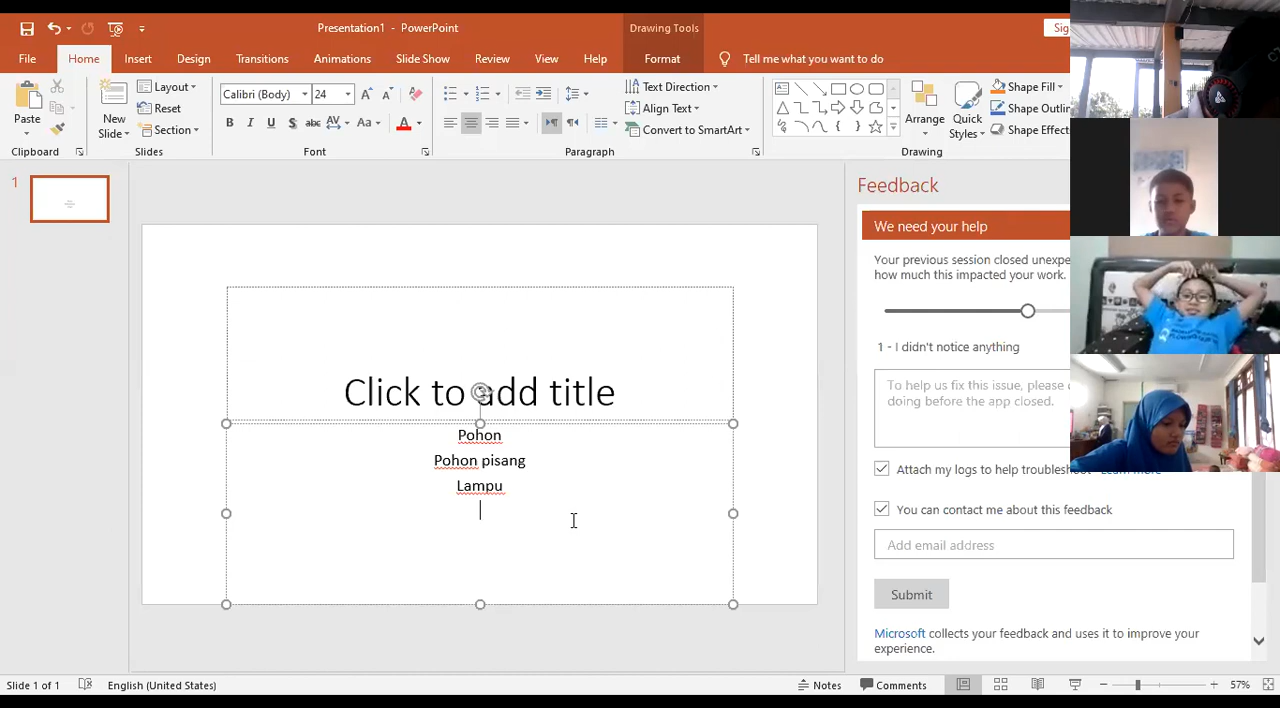 Presentation1 - PowerPoint
Drawing Tools
File
Home
Insert
Design
Transitions
Animations
Slide Show
Review
View
Help
Format
Tell me what you want to do
Paste
Clipboard
New
Slide
Layout
Reset
Section
Slides
Calibri (Body)
24
B I U S abc AV Aa A
Font
Text Direction
Align Text
Convert to SmartArt
Paragraph
Arrange
Quick
Styles
Shape Fill
Shape Outlin
Shape Effect
Drawing
1
Click to add title
Pohon
Pohon pisang
Lampu
Feedback
We need your help
Your previous session closed unexpe
how much this impacted your work.
1 - I didn't notice anything
To help us fix this issue, please
doing before the app closed.
Attach my logs to help troubleshoot
You can contact me about this feedback
Add email address
Submit
Microsoft collects your feedback and uses it to improve your
experience.
Slide 1 of 1
English (United States)
Notes
Comments
57%